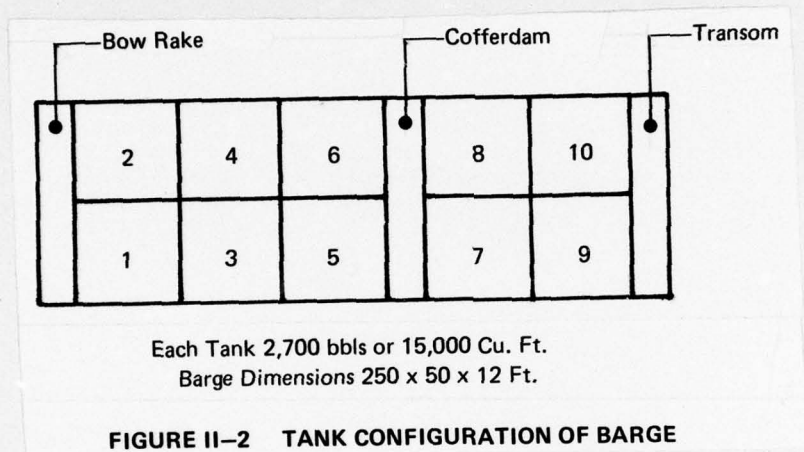 Bow Rake
Cofferdam
Transom
2 4 6 8 10
1 3 5 7 9
Each Tank 2,700 bbls or 15,000 Cu. Ft.
Barge Dimensions 250 x 50 x 12 Ft.
FIGURE II–2 TANK CONFIGURATION OF BARGE